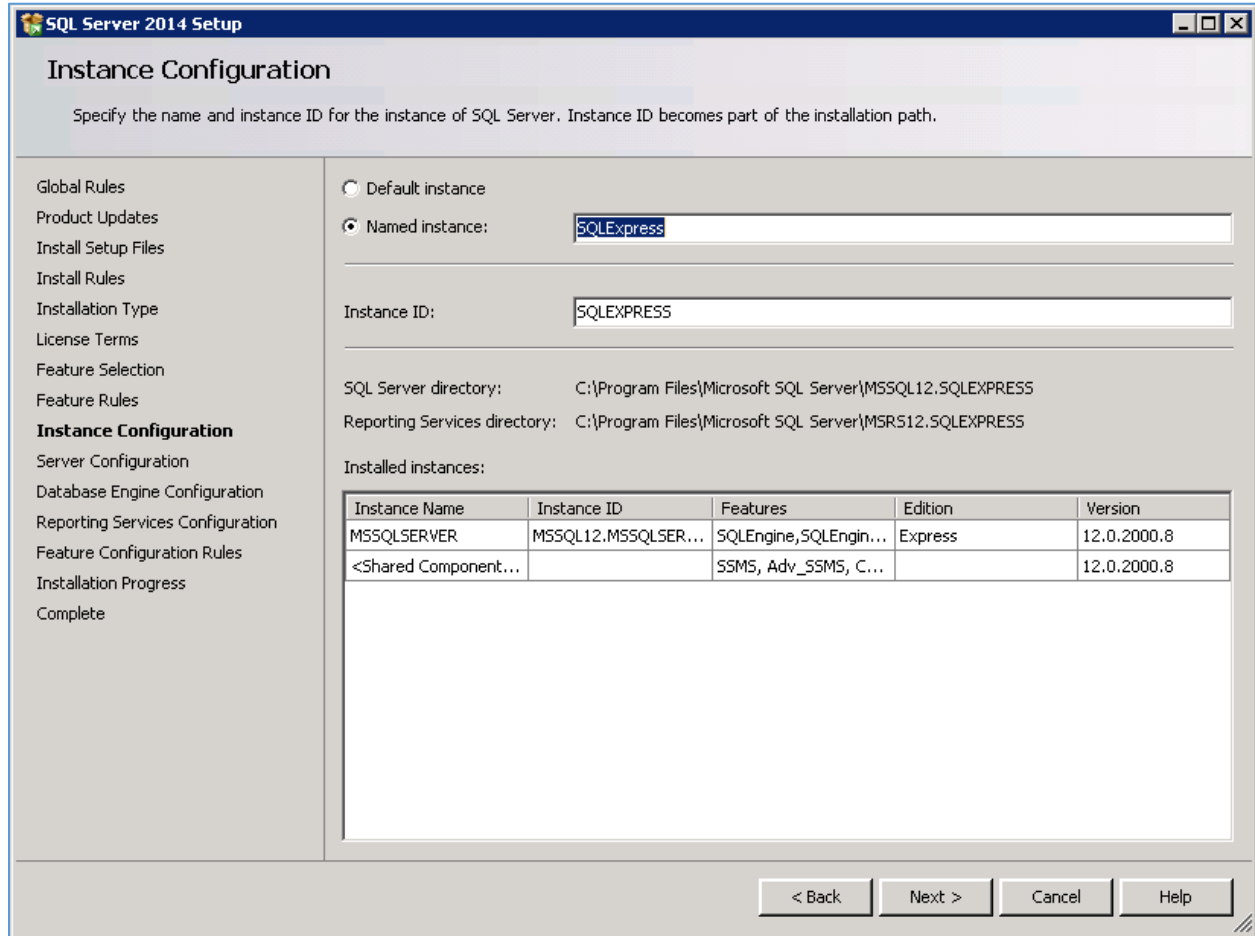 SQL Server 2014 Setup
Instance Configuration
Specify the name and instance ID for the instance of SQL Server. Instance ID becomes part of the installation path.
Global Rules
Product Updates
Install Setup Files
Install Rules
Installation Type
License Terms
Feature Selection
Feature Rules
Instance Configuration
Server Configuration
Database Engine Configuration
Reporting Services Configuration
Feature Configuration Rules
Installation Progress
Complete
Default instance
Named instance: SQLExpress
Instance ID: SQLEXPRESS
SQL Server directory: C:\Program Files\Microsoft SQL Server\MSSQL12.SQLEXPRESS
Reporting Services directory: C:\Program Files\Microsoft SQL Server\MSRS12.SQLEXPRESS
Installed instances:
Instance Name Instance ID Features Edition Version
MSSQLSERVER MSSQL12.MSSQLSER... SQLEngine,SQLEngin... Express 12.0.2000.8
<Shared Component... SSMS, Adv_SSMS, C... 12.0.2000.8
< Back Next > Cancel Help